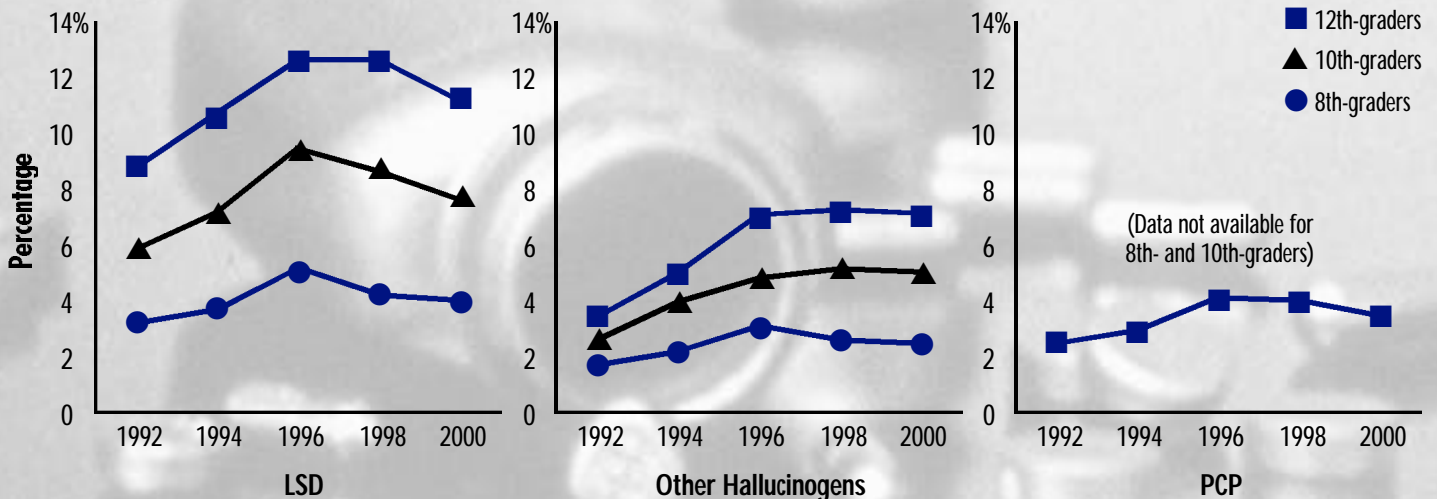 Percentage
14%
12
10
8
6
4
2
0
1992 1994 1996 1998 2000
LSD
14%
12
10
8
6
4
2
0
1992 1994 1996 1998 2000
Other Hallucinogens
14%
12
10
8
6
4
2
0
(Data not available for
8th- and 10th-graders)
1992 1994 1996 1998 2000
PCP
12th-graders
10th-graders
8th-graders